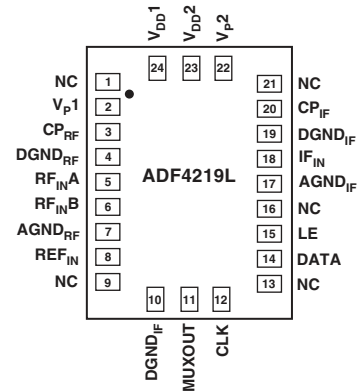 V_DD1
V_DD2
V_P2
24
23
22
NC 1
V_P1 2
CP_RF 3
DGND_RF 4
RF_INA 5
RF_INB 6
AGND_RF 7
REF_IN 8
NC 9
ADF4219L
21 NC
20 CP_IF
19 DGND_IF
18 IF_IN
17 AGND_IF
16 NC
15 LE
14 DATA
13 NC
10
11
12
DGND_IF
MUXOUT
CLK